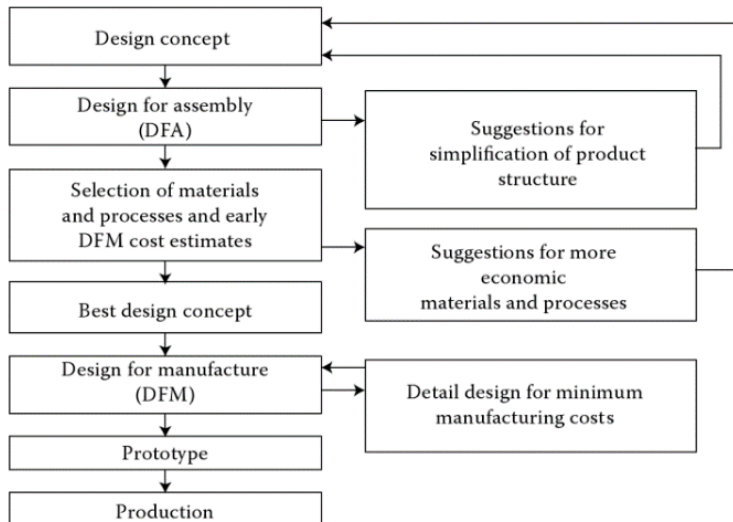 Design concept
Design for assembly
(DFA)
Suggestions for
simplification of product
structure
Selection of materials
and processes and early
DFM cost estimates
Suggestions for more
economic
materials and processes
Best design concept
Design for manufacture
(DFM)
Detail design for minimum
manufacturing costs
Prototype
Production